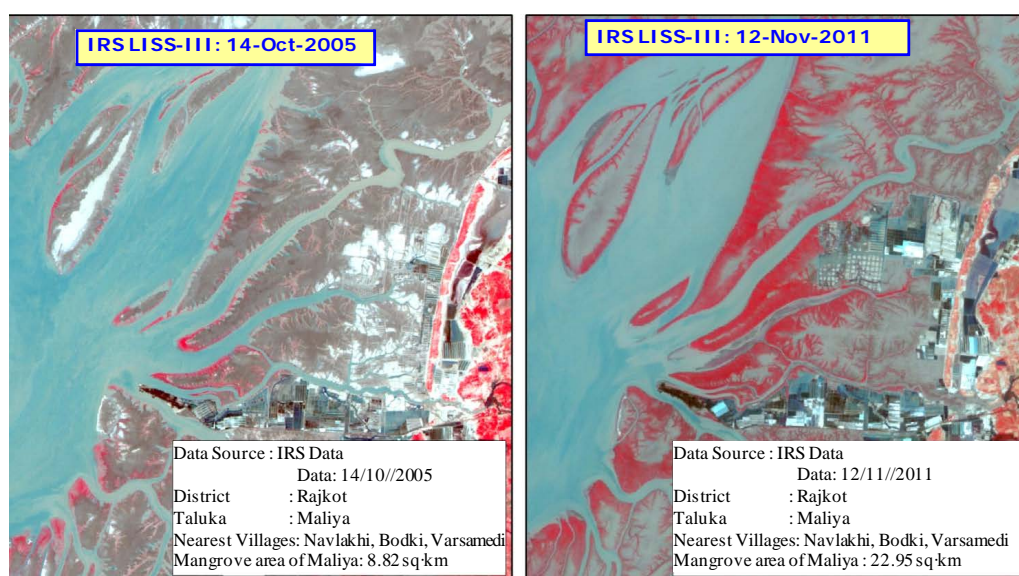 IRS LISS-III: 14-Oct-2005
Data Source : IRS Data
Data: 14/10//2005
District : Rajkot
Taluka : Maliya
Nearest Villages: Navlakhi, Bodki, Varsamedi
Mangrove area of Maliya: 8.82 sq·km
IRS LISS-III: 12-Nov-2011
Data Source : IRS Data
Data: 12/11//2011
District : Rajkot
Taluka : Maliya
Nearest Villages: Navlakhi, Bodki, Varsamedi
Mangrove area of Maliya : 22.95 sq·km